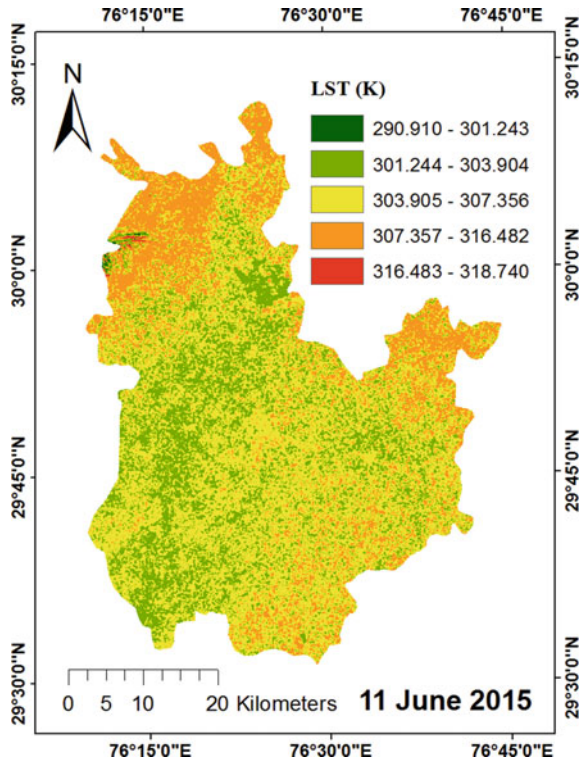 76°15'0"E 76°30'0"E 76°45'0"E
30°15'0"N
30°15'0"N
N
LST (K)
290.910 - 301.243
301.244 - 303.904
303.905 - 307.356
307.357 - 316.482
316.483 - 318.740
30°0'0"N
30°0'0"N
29°45'0"N
29°45'0"N
29°30'0"N
29°30'0"N
0 5 10 20 Kilometers
11 June 2015
76°15'0"E 76°30'0"E 76°45'0"E